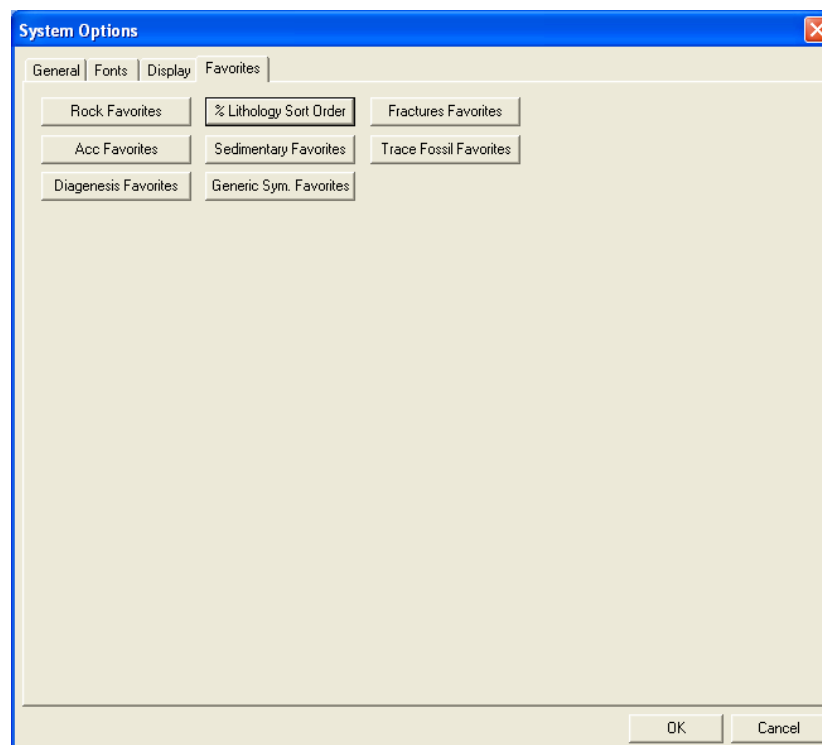 System Options
General Fonts Display Favorites
Rock Favorites % Lithology Sort Order Fractures Favorites
Acc Favorites Sedimentary Favorites Trace Fossil Favorites
Diagenesis Favorites Generic Sym. Favorites
OK Cancel